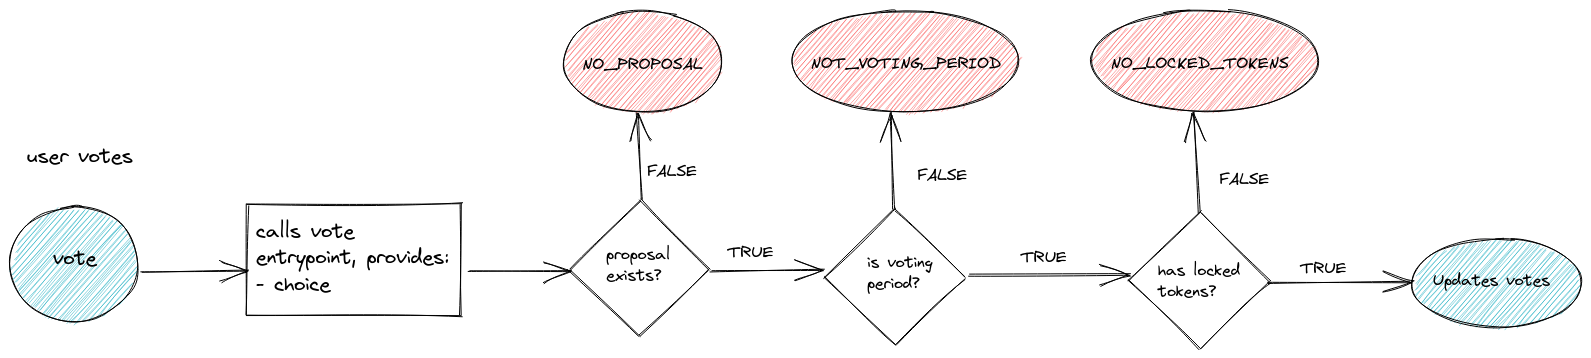 NO_PROPOSAL
NOT_VOTING_PERIOD
NO_LOCKED_TOKENS
user votes
FALSE
FALSE
FALSE
vote
calls vote
entrypoint, provides:
- choice
proposal
exists?
TRUE
is voting
period?
TRUE
has locked
tokens?
TRUE
Updates votes